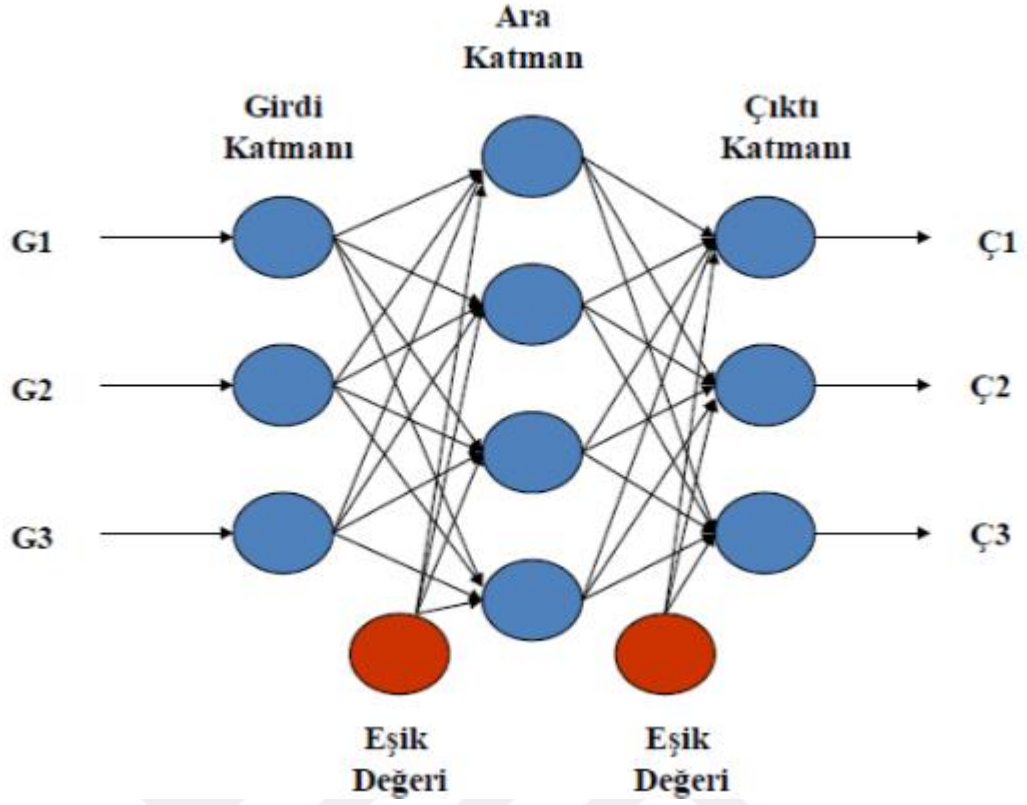 Ara
Katman
Girdi
Katmanı
Çıktı
Katmanı
G1
Ç1
G2
Ç2
G3
Ç3
Eşik
Değeri
Eşik
Değeri